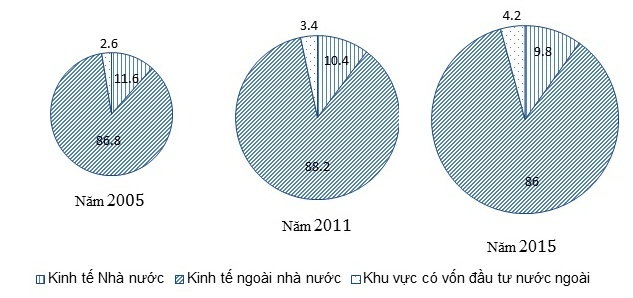 2.6
11.6
86.8
Năm 2005
3.4
10.4
88.2
Năm 2011
4.2
9.8
86
Năm 2015
Kinh tế Nhà nước Kinh tế ngoài nhà nước Khu vực có vốn đầu tư nước ngoài